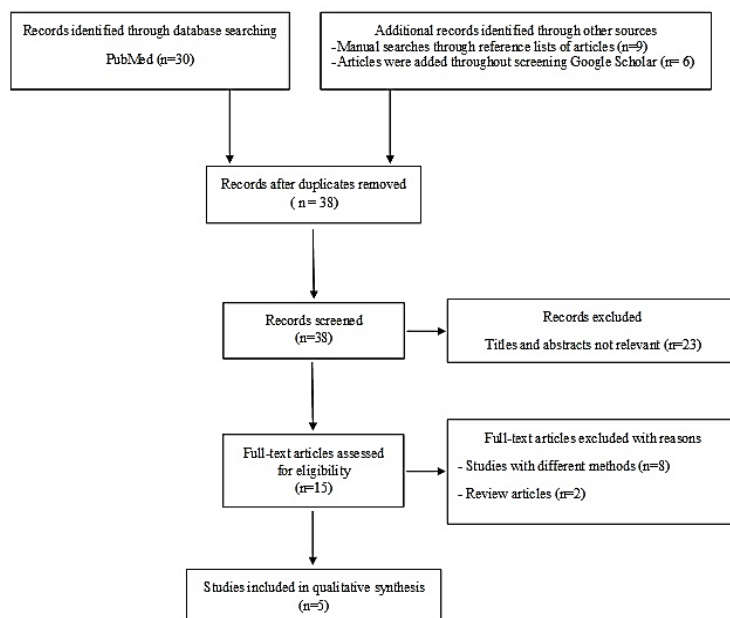 Records identified through database searching
PubMed (n=30)
Additional records identified through other sources
- Manual searches through reference lists of articles (n=9)
-Articles were added throughout screening Google Scholar (n= 6)
Records after duplicates removed
( n = 38)
Records screened
(n=38)
Records excluded
Titles and abstracts not relevant (n=23)
Full-text articles assessed
for eligibility
(n=15)
Full-text articles excluded with reasons
- Studies with different methods (n=8)
- Review articles (n=2)
Studies included in qualitative synthesis
(n=5)